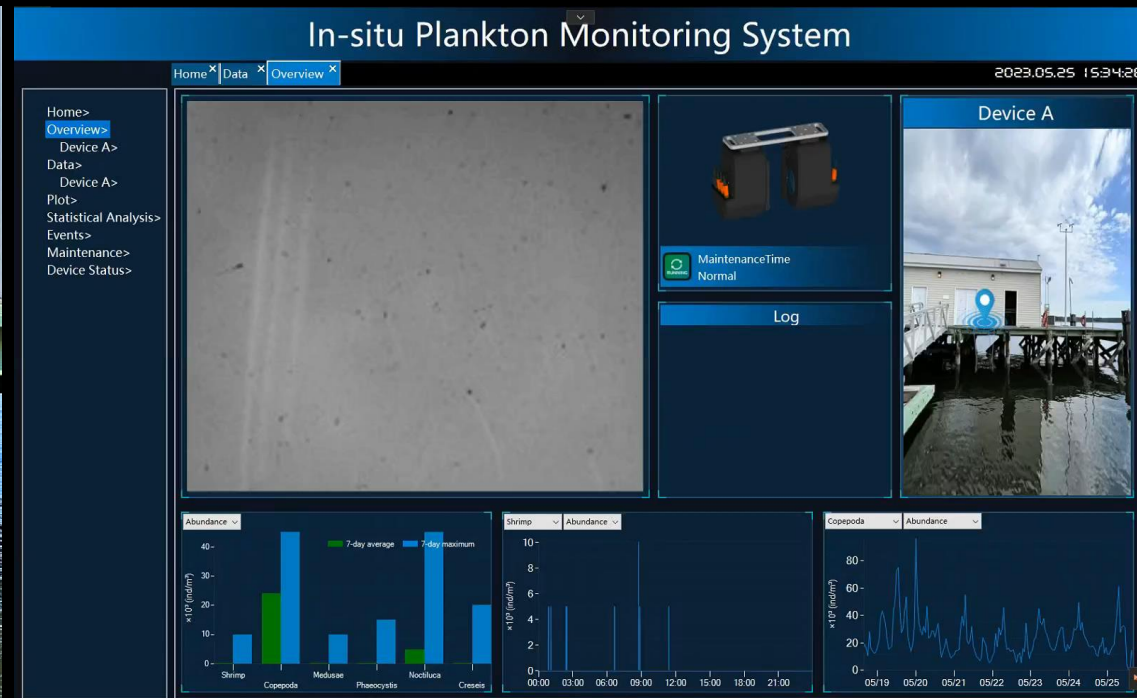 In-situ Plankton Monitoring System
Home Data Overview
2023.05.25 15:34:28
Home>
Overview>
Device A>
Data>
Device A>
Plot>
Statistical Analysis>
Events>
Maintenance>
Device Status>
RUNNING
MaintenanceTime
Normal
Log
Device A
Abundance
7-day average 7-day maximum
×10³ (ind/m³)
40
30
20
10
0
Shrimp Copepoda Medusae Phaeocystis Noctiluca Creseis
Shrimp Abundance
×10³ (ind/m³)
10
8
6
4
2
0
00:00 03:00 06:00 09:00 12:00 15:00 18:00 21:00
Copepoda Abundance
×10³ (ind/m³)
80
60
40
20
0
05/19 05/20 05/21 05/22 05/23 05/24 05/25